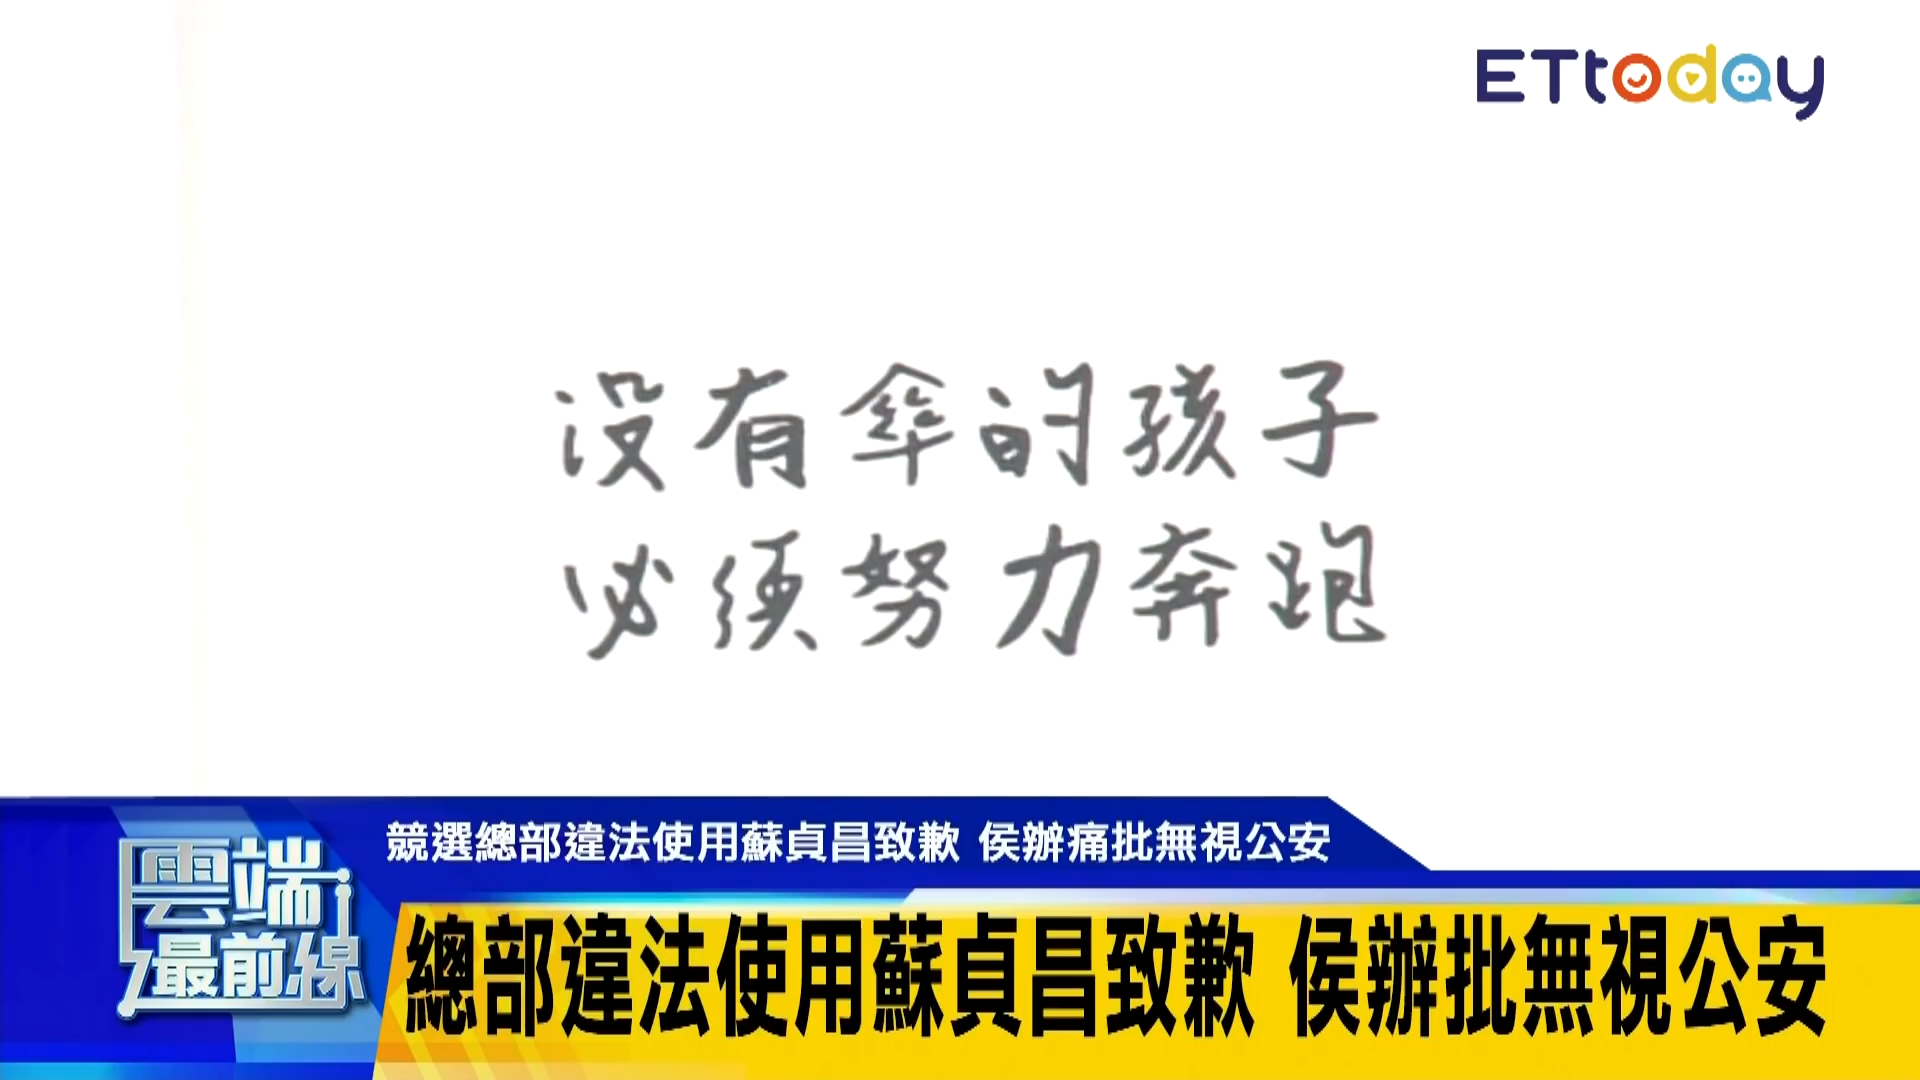 ETtoday
没有傘的孩子
必須努力奔跑
競選總部違法使用蘇貞昌致歉 侯辦痛批無視公安
雲端
最前線
總部違法使用蘇貞昌致歉 侯辦批無視公安